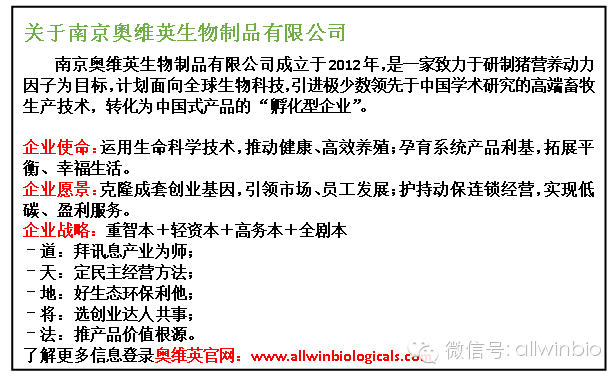 关于南京奥维英生物制品有限公司
南京奥维英生物制品有限公司成立于2012年,是一家致力于研制猪营养动力
因子为目标,计划面向全球生物科技,引进极少数领先于中国学术研究的高端畜牧
生产技术,转化为中国式产品的“孵化型企业”。
企业使命:运用生命科学技术,推动健康、高效养殖;孕育系统产品利基,拓展平
衡、幸福生活。
企业愿景:克隆成套创业基因,引领市场、员工发展;护持动保连锁经营,实现低
碳、盈利服务。
企业战略:重智本+轻资本+高务本+全剧本
-道:拜讯息产业为师;
-天:定民主经营方法;
-地:好生态环保利他;
-将:选创业达人共事;
-法:推产品价值根源。
了解更多信息登录奥维英官网:www.allwinbiologicals.com
微信号: allwinbio